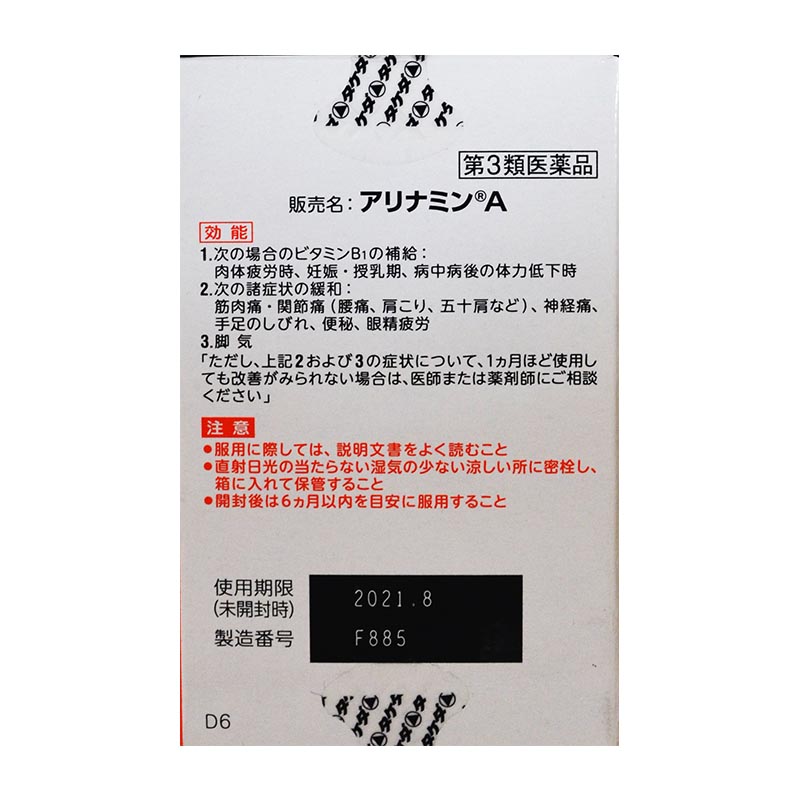 タケダ タケダ
第3類医薬品
販売名：アリナミン®A
効能
1.次の場合のビタミンB1の補給：
肉体疲労時、妊娠・授乳期、病中病後の体力低下時
2.次の諸症状の緩和：
筋肉痛・関節痛（腰痛、肩こり、五十肩など）、神経痛、
手足のしびれ、便秘、眼精疲労
3.脚気
「ただし、上記2および3の症状について、1ヵ月ほど使用し
ても改善がみられない場合は、医師または薬剤師にご相談
ください」
注意
●服用に際しては、説明文書をよく読むこと
●直射日光の当たらない湿気の少ない涼しい所に密栓し、
箱に入れて保管すること
●開封後は6ヵ月以内を目安に服用すること
使用期限 2021.8
(未開封時)
製造番号 F885
タケダ タケダ
D6